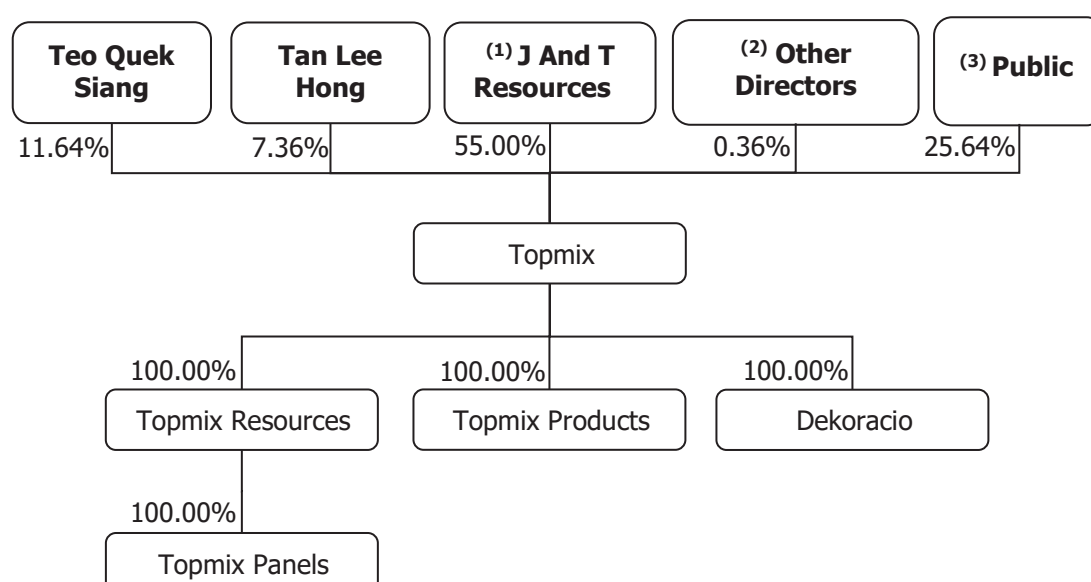 Teo Quek
Siang
Tan Lee
Hong
(1) J And T
Resources
(2) Other
Directors
(3) Public
11.64%
7.36%
55.00%
0.36%
25.64%
Topmix
100.00%
100.00%
100.00%
Topmix Resources
Topmix Products
Dekoracio
100.00%
Topmix Panels